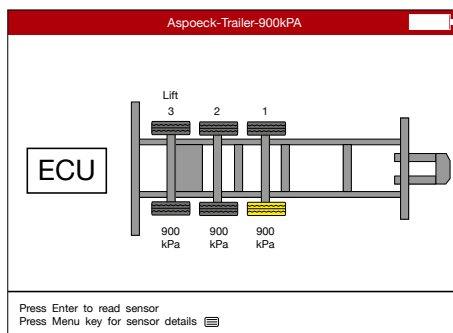 Aspoeck-Trailer-900kPA
Lift
3 2 1
ECU
900 900 900
kPa kPa kPa
Press Enter to read sensor
Press Menu key for sensor details